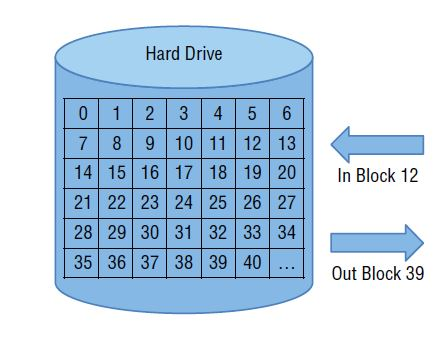 Hard Drive
0 1 2 3 4 5 6
7 8 9 10 11 12 13
14 15 16 17 18 19 20
21 22 23 24 25 26 27
28 29 30 31 32 33 34
35 36 37 38 39 40 ...
In Block 12
Out Block 39